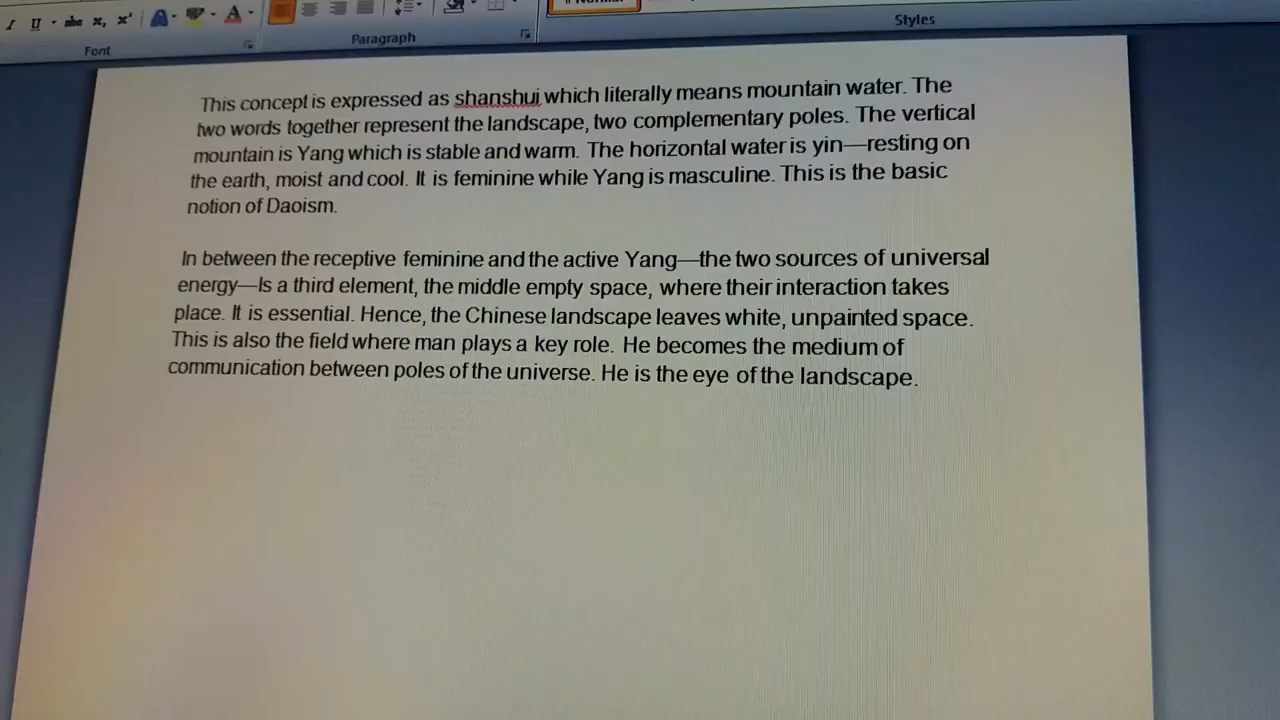 Font
Paragraph
Styles
This concept is expressed as shanshui which literally means mountain water. The
two words together represent the landscape, two complementary poles. The vertical
mountain is Yang which is stable and warm. The horizontal water is yin—resting on
the earth, moist and cool. It is feminine while Yang is masculine. This is the basic
notion of Daoism.
In between the receptive feminine and the active Yang—the two sources of universal
energy—Is a third element, the middle empty space, where their interaction takes
place. It is essential. Hence, the Chinese landscape leaves white, unpainted space.
This is also the field where man plays a key role. He becomes the medium of
communication between poles of the universe. He is the eye of the landscape.